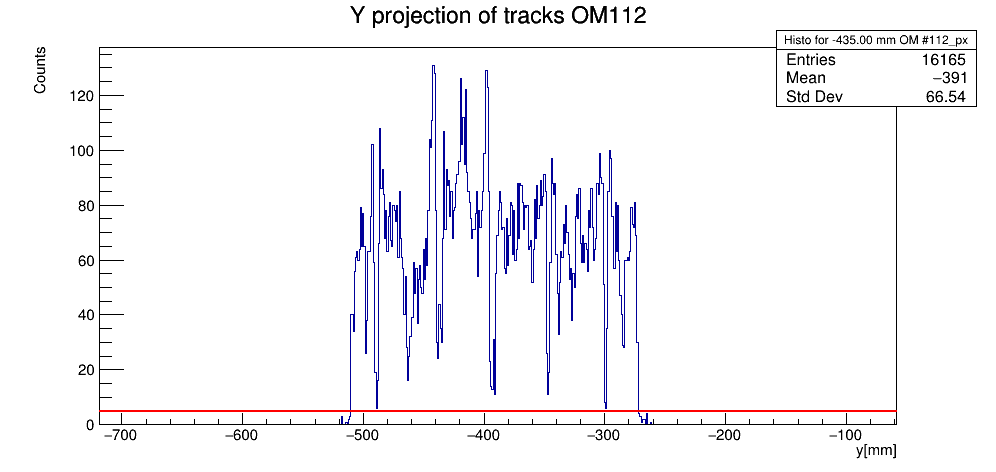 Y projection of tracks OM112
Histo for -435.00 mm OM #112_px
Entries 16165
Mean −391
Std Dev 66.54
Counts
120
100
80
60
40
20
0
−700 −600 −500 −400 −300 −200 −100
y[mm]